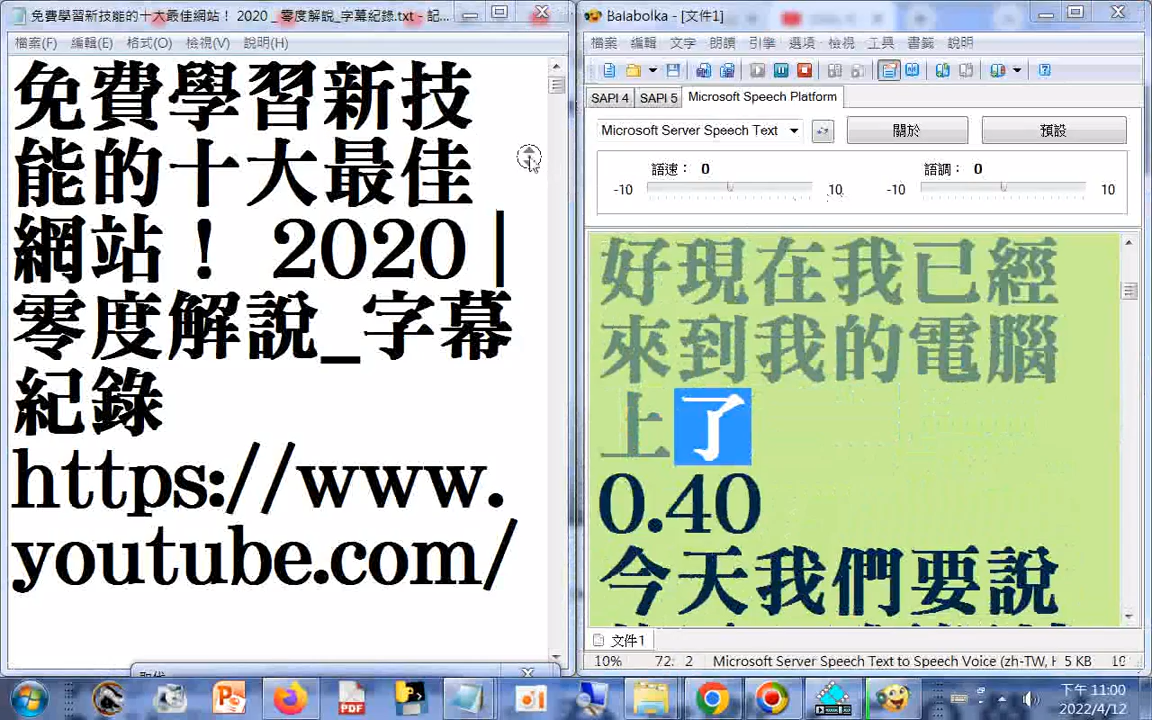 免費學習新技能的十大最佳網站！ 2020 _ 零度解說_字幕紀錄.txt - 記...
檔案(F) 編輯(E) 格式(O) 檢視(V) 說明(H)
免費學習新技
能的十大最佳
網站！ 2020 |
零度解說_字幕
紀錄
https://www.
youtube.com/
Balabolka - [文件1]
檔案 編輯 文字 朗讀 引擎 選項 檢視 工具 書籤 說明
SAPI 4 SAPI 5 Microsoft Speech Platform
Microsoft Server Speech Text 關於 預設
語速： 0 語調： 0
-10 10 -10 10
好現在我已經
來到我的電腦
上了
0.40
今天我們要說
文件1
10% 72: 2 Microsoft Server Speech Text to Speech Voice (zh-TW, H 5 KB
取代
PDF
下午 11:00
2022/4/12